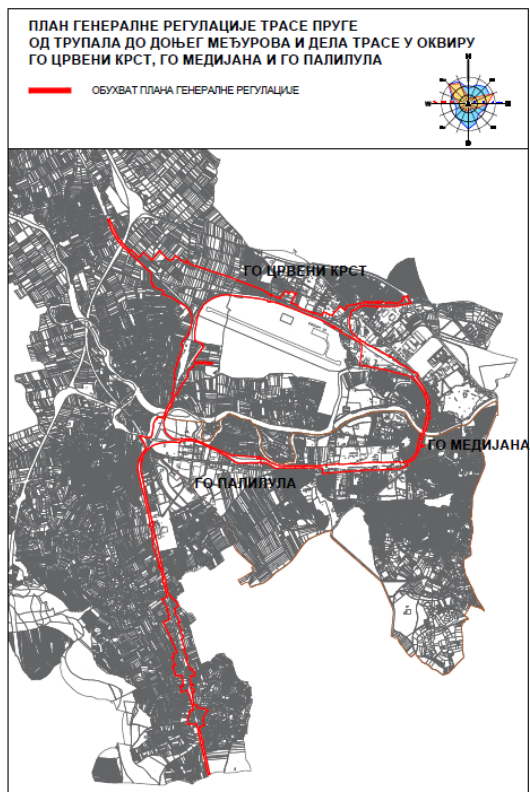 ПЛАН ГЕНЕРАЛНЕ РЕГУЛАЦИЈЕ ТРАСЕ ПРУГЕ
ОД ТРУПАЛА ДО ДОЊЕГ МЕЂУРОВА И ДЕЛА ТРАСЕ У ОКВИРУ
ГО ЦРВЕНИ КРСТ, ГО МЕДИЈАНА И ГО ПАЛИЛУЛА
ОБУХВАТ ПЛАНА ГЕНЕРАЛНЕ РЕГУЛАЦИЈЕ
ГО ЦРВЕНИ КРСТ
ГО МЕДИЈАНА
ГО ПАЛИЛУЛА